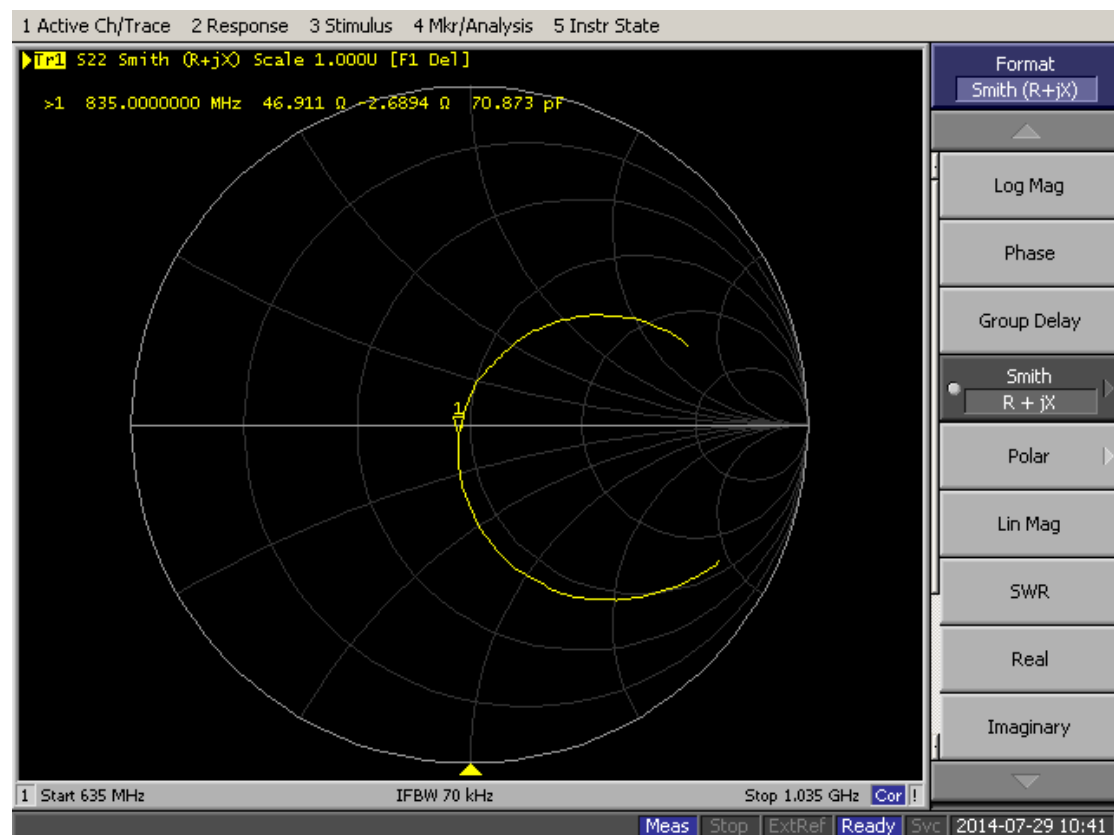 1 Active Ch/Trace 2 Response 3 Stimulus 4 Mkr/Analysis 5 Instr State
Tr1 S22 Smith (R+jX) Scale 1.000U [F1 Del]
>1 835.0000000 MHz 46.911 Ω -2.6894 Ω 70.873 pF
1
Format
Smith (R+jX)
Log Mag
Phase
Group Delay
Smith
R + jX
Polar
Lin Mag
SWR
Real
Imaginary
1 Start 635 MHz IFBW 70 kHz Stop 1.035 GHz Cor !
Meas Stop ExtRef Ready Svc 2014-07-29 10:41